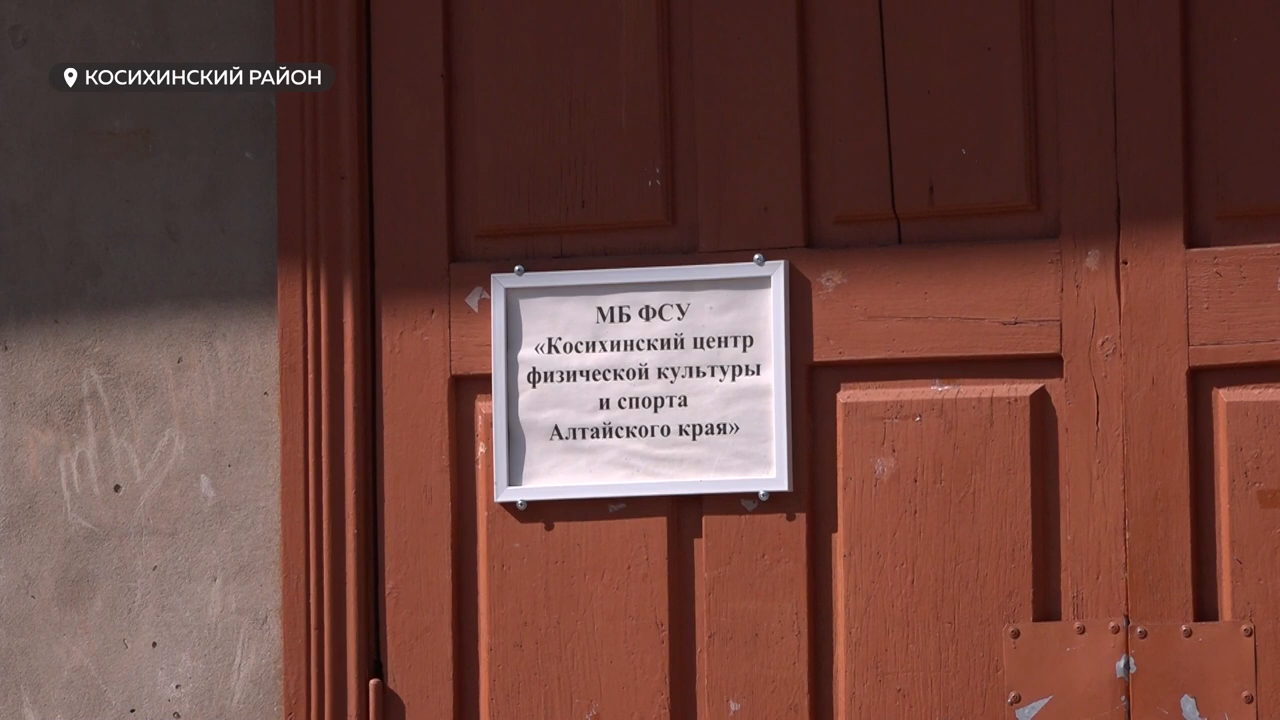 КОСИХИНСКИЙ РАЙОН
МБ ФСУ
«Косихинский центр
физической культуры
и спорта
Алтайского края»